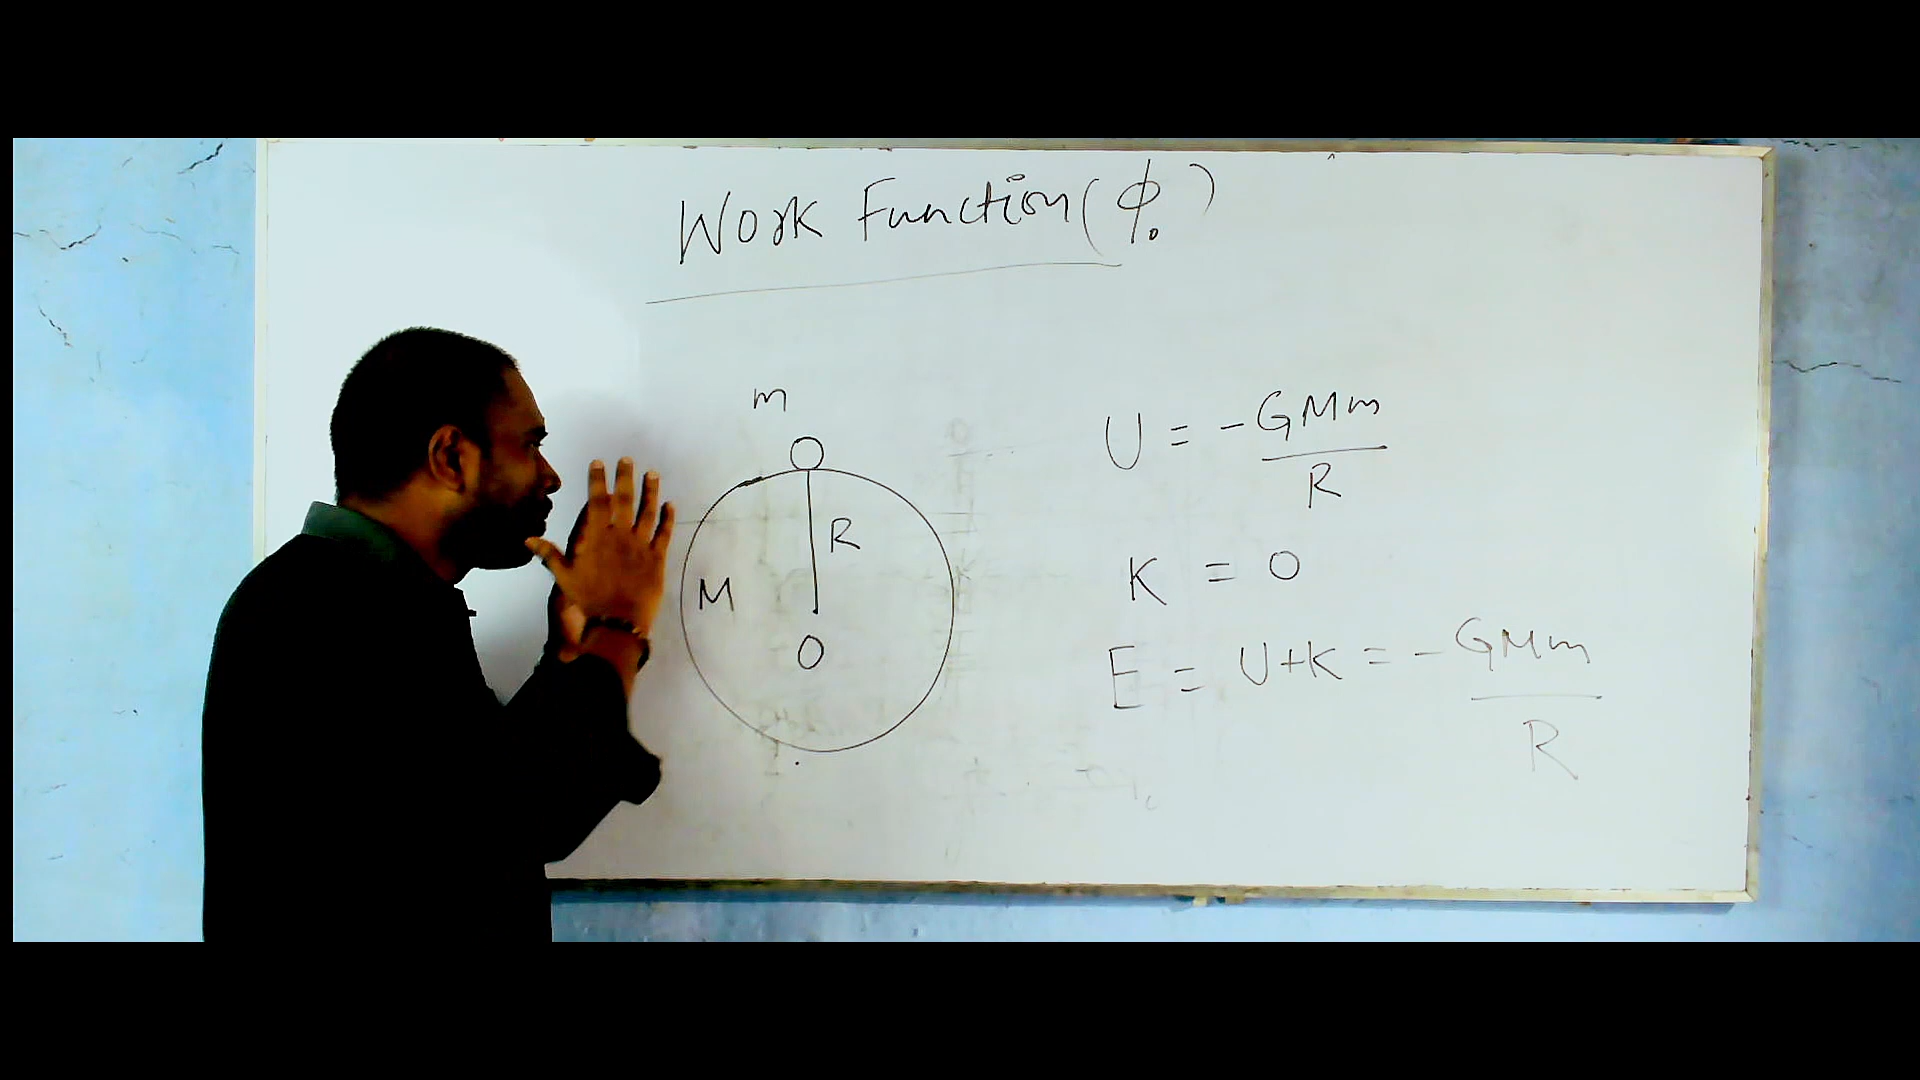 Work Function (ϕ₀)
m
R
M
O
U = -GMm/R
K = 0
E = U+K = -GMm/R